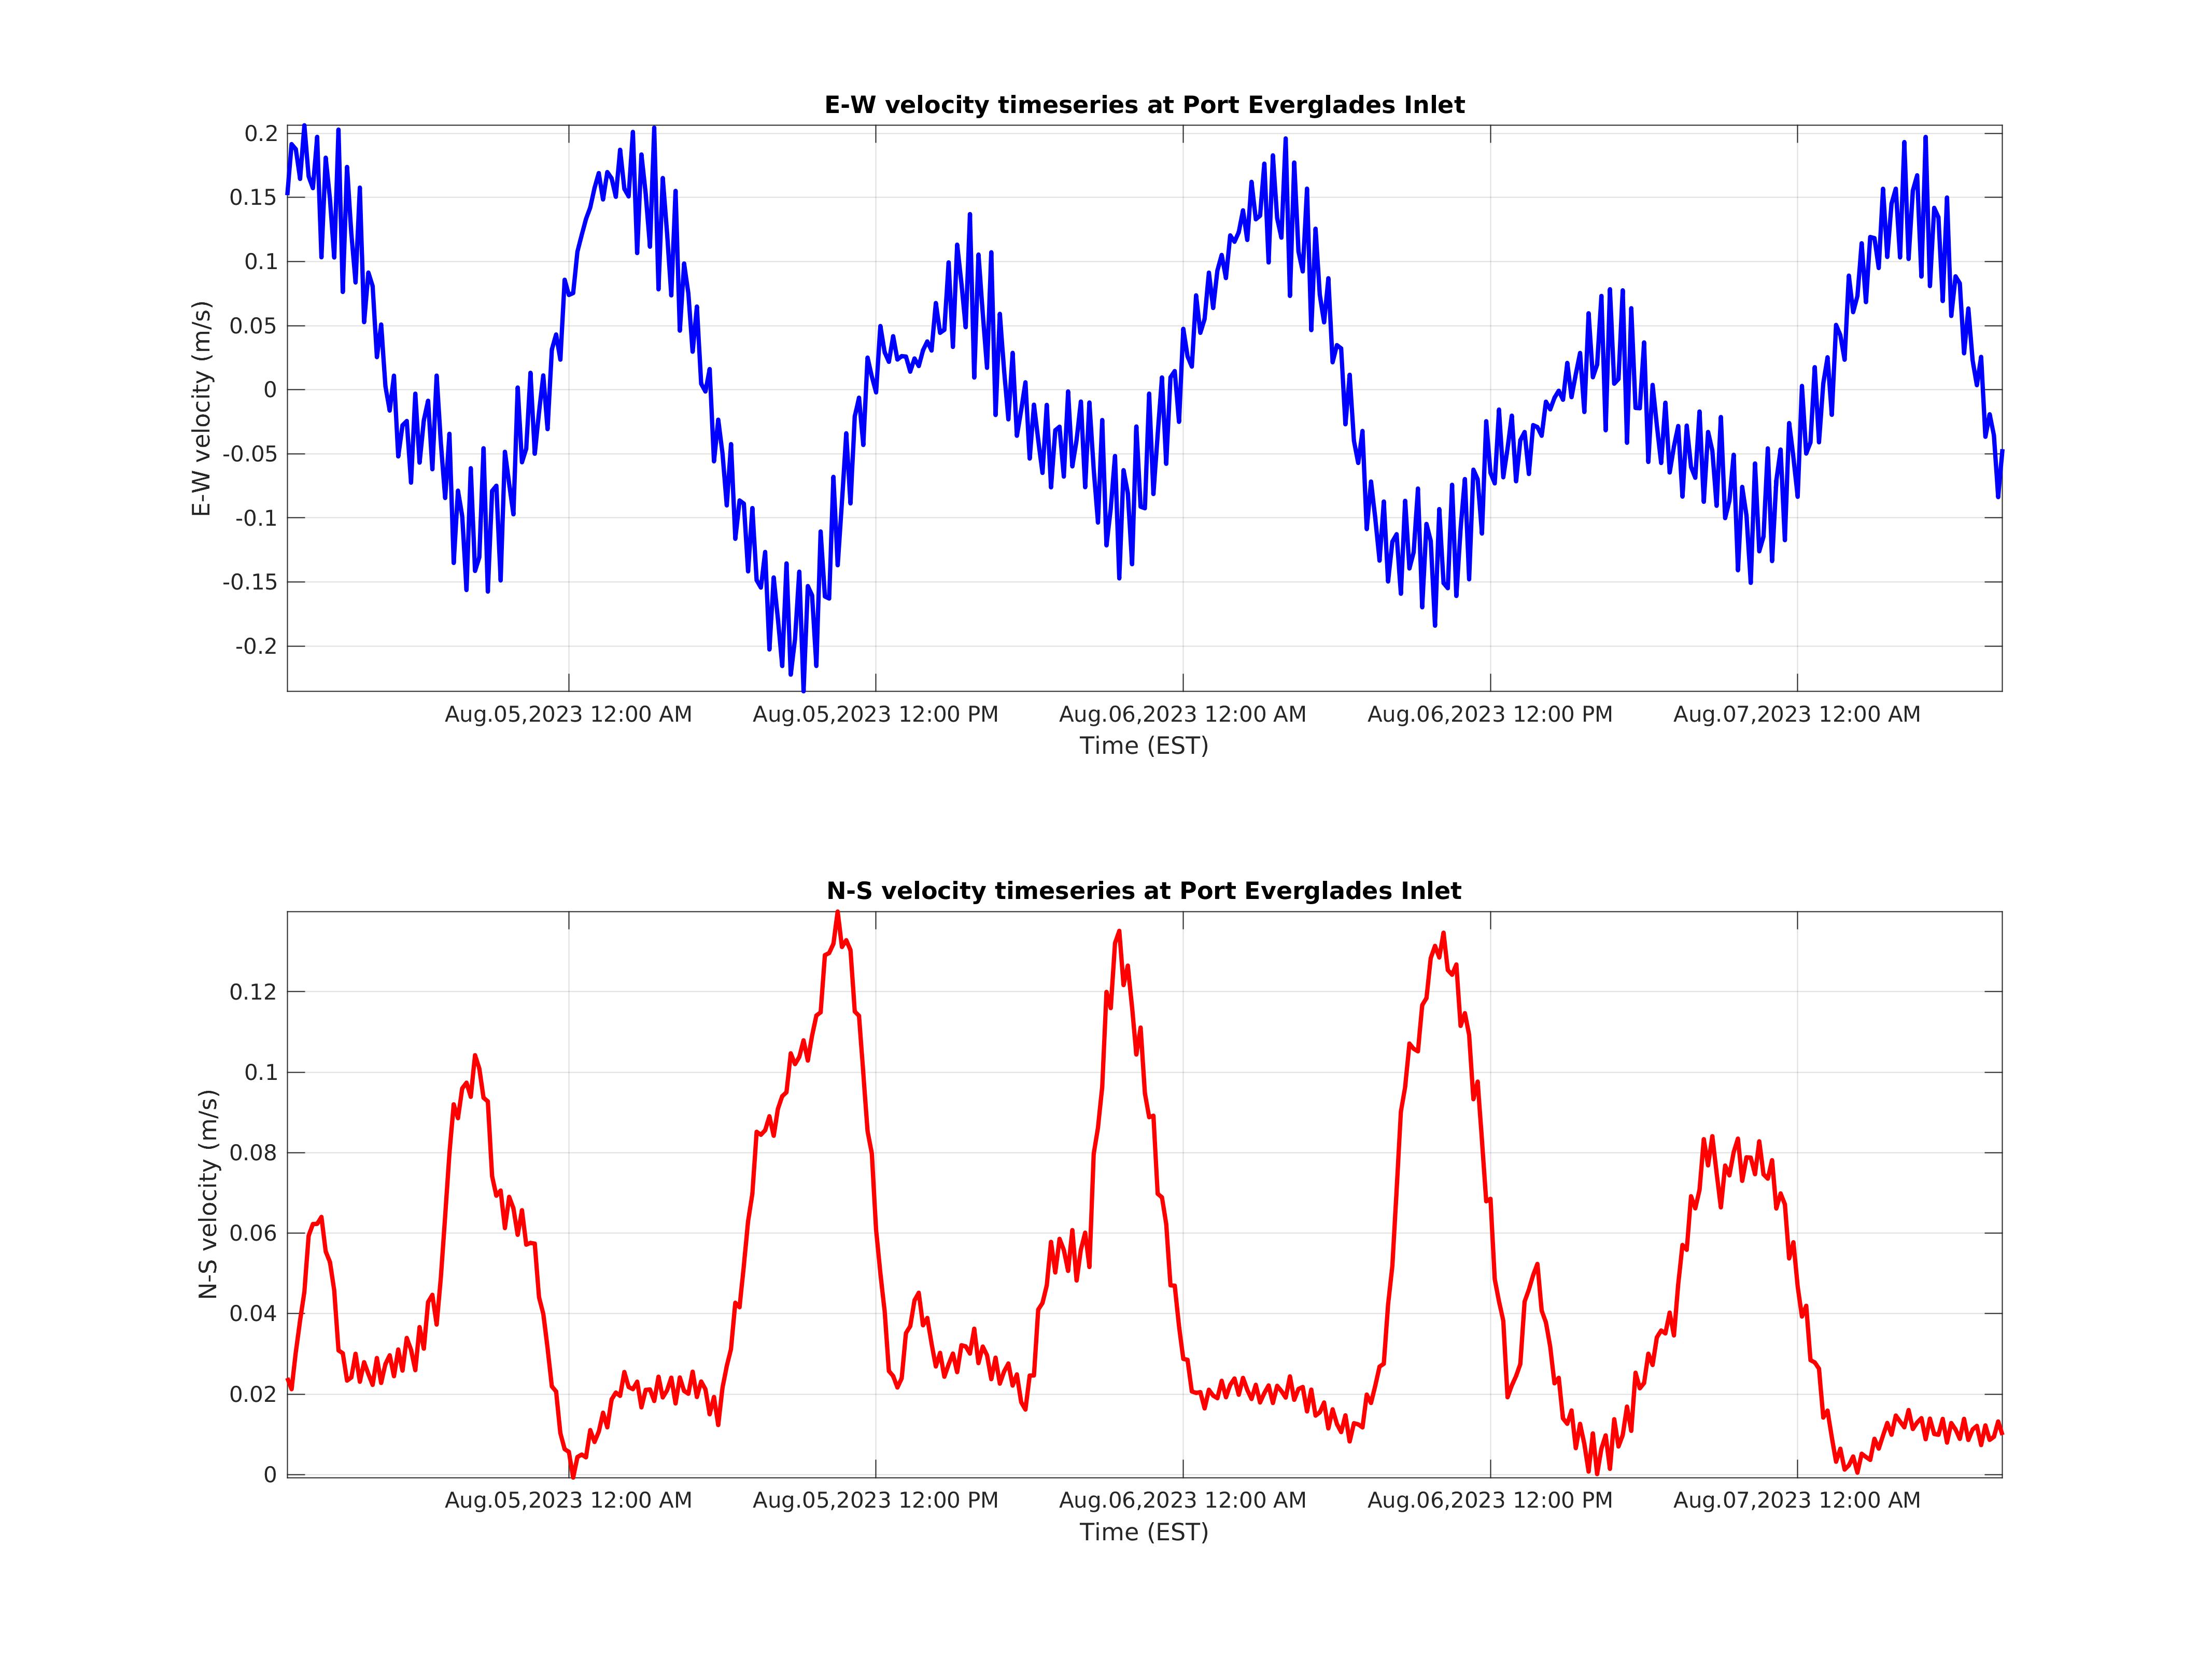 E-W velocity timeseries at Port Everglades Inlet
E-W velocity (m/s)
0.2
0.15
0.1
0.05
0
-0.05
-0.1
-0.15
-0.2
Aug.05,2023 12:00 AM Aug.05,2023 12:00 PM Aug.06,2023 12:00 AM Aug.06,2023 12:00 PM Aug.07,2023 12:00 AM
Time (EST)
N-S velocity timeseries at Port Everglades Inlet
N-S velocity (m/s)
0.12
0.1
0.08
0.06
0.04
0.02
0
Aug.05,2023 12:00 AM Aug.05,2023 12:00 PM Aug.06,2023 12:00 AM Aug.06,2023 12:00 PM Aug.07,2023 12:00 AM
Time (EST)